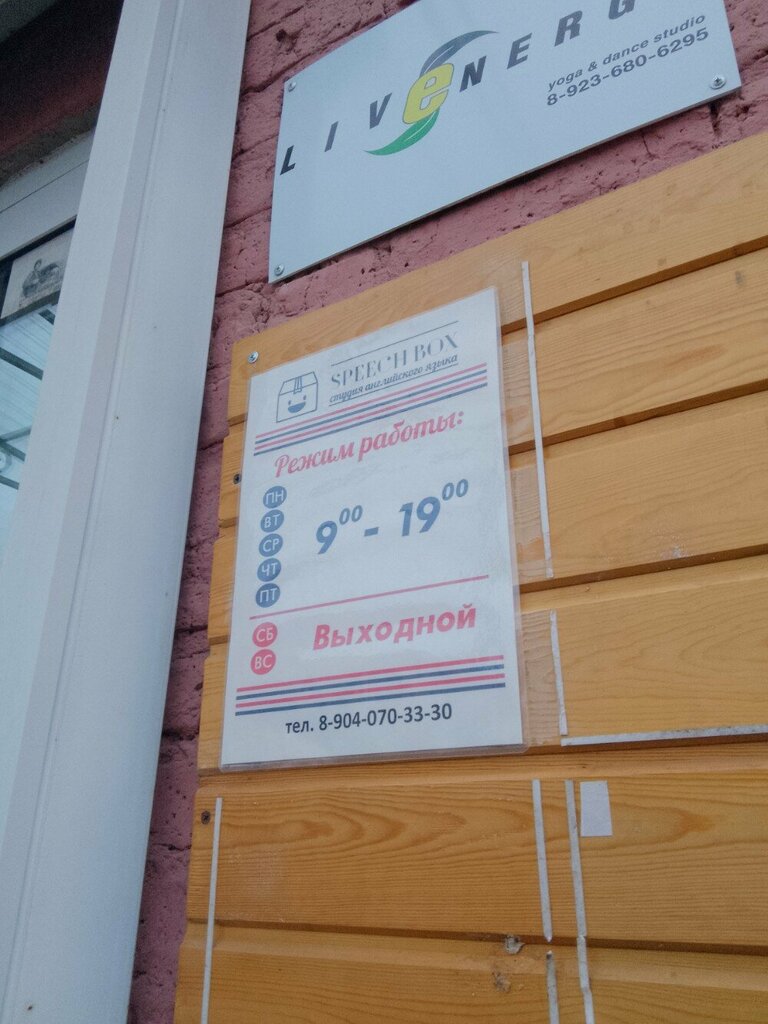 LIVeNERG
yoga & dance studio
8-923-680-6295
SPEECH BOX
студия английского языка
Режим работы:
ПН
ВТ
СР
ЧТ
ПТ
9⁰⁰ - 19⁰⁰
СБ
ВС
Выходной
тел. 8-904-070-33-30